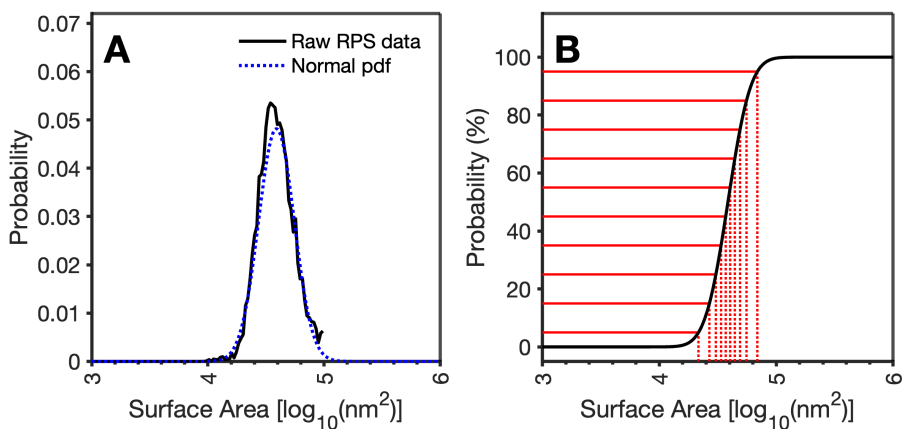 A
Raw RPS data
Normal pdf
Probability
0.07
0.06
0.05
0.04
0.03
0.02
0.01
0
3
4
5
6
Surface Area [log10(nm2)]
B
Probability (%)
100
80
60
40
20
0
3
4
5
6
Surface Area [log10(nm2)]